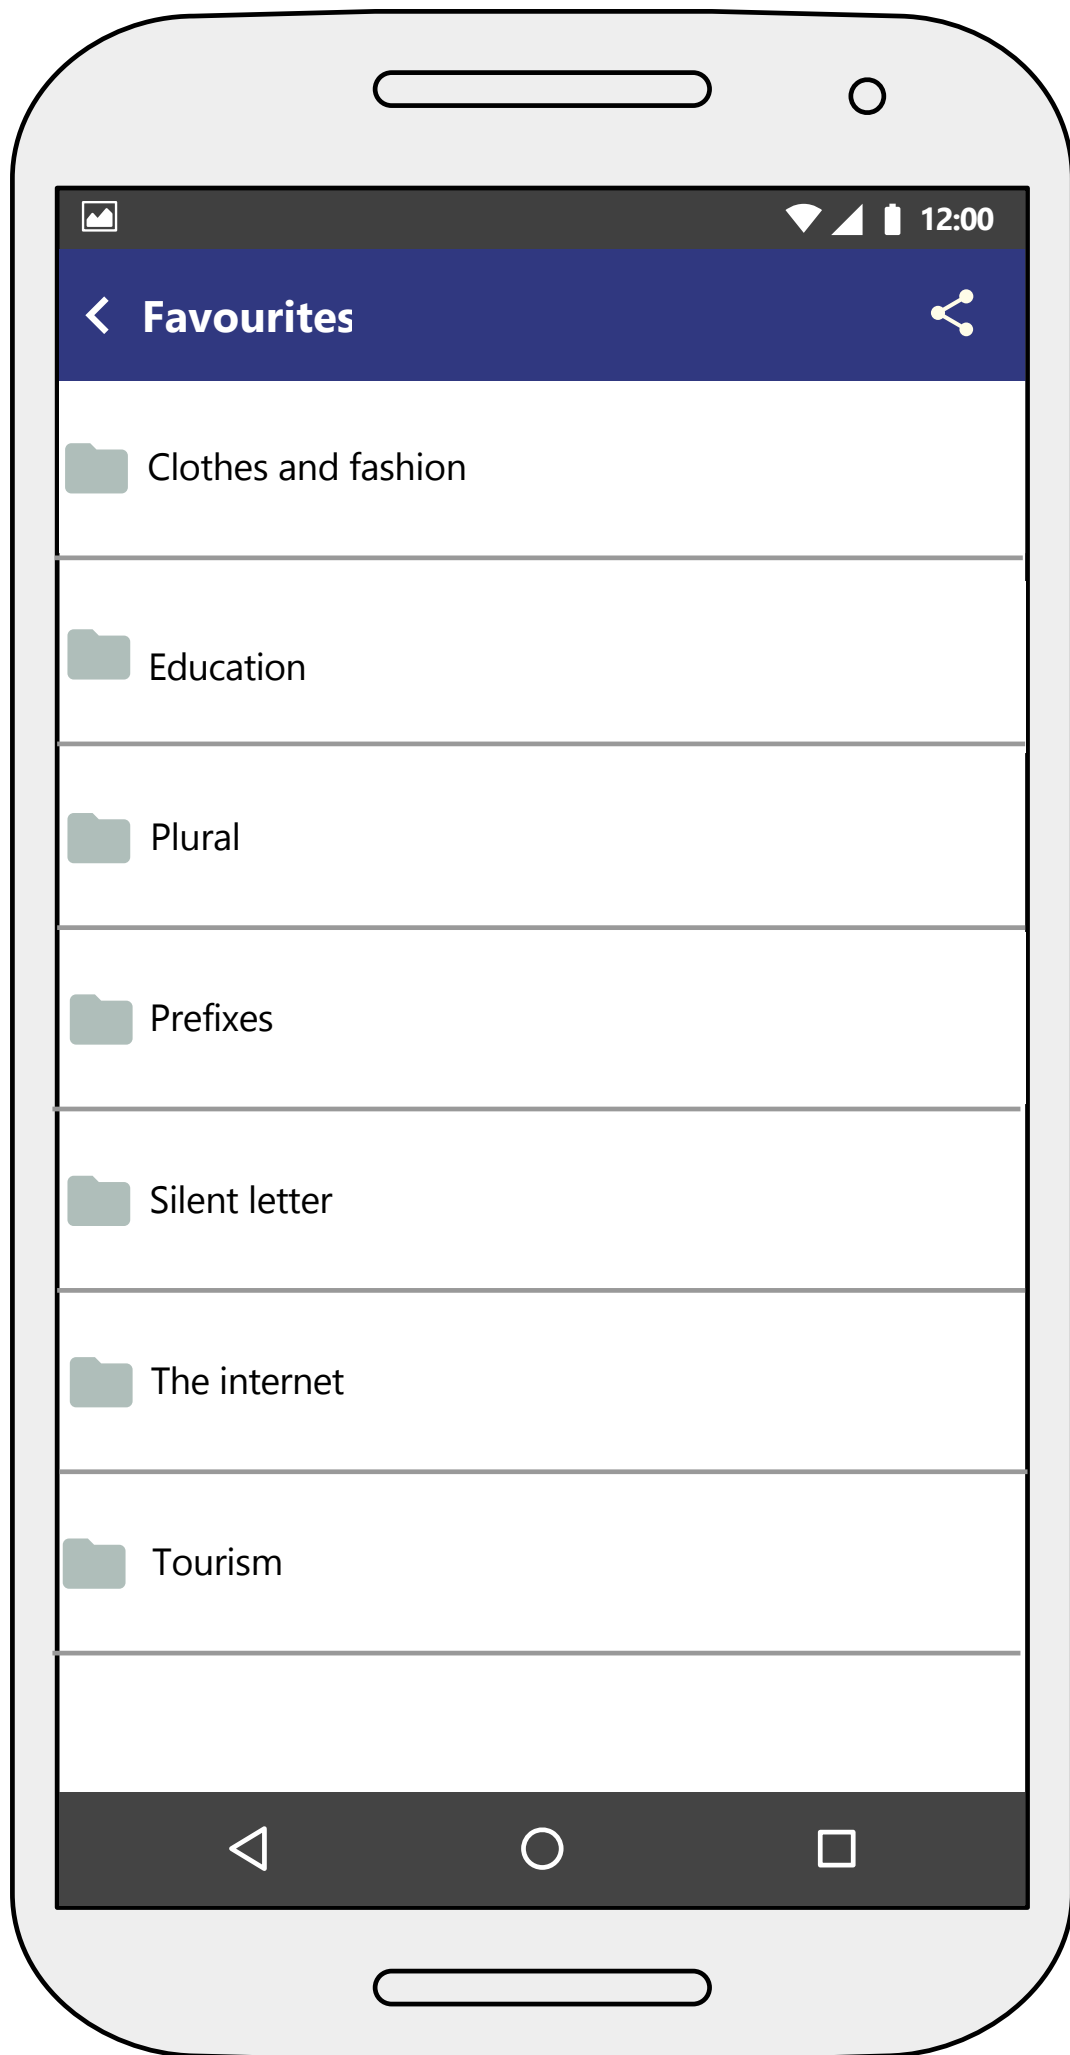 12:00
Favourites
Clothes and fashion
Education
Plural
Prefixes
Silent letter
The internet
Tourism